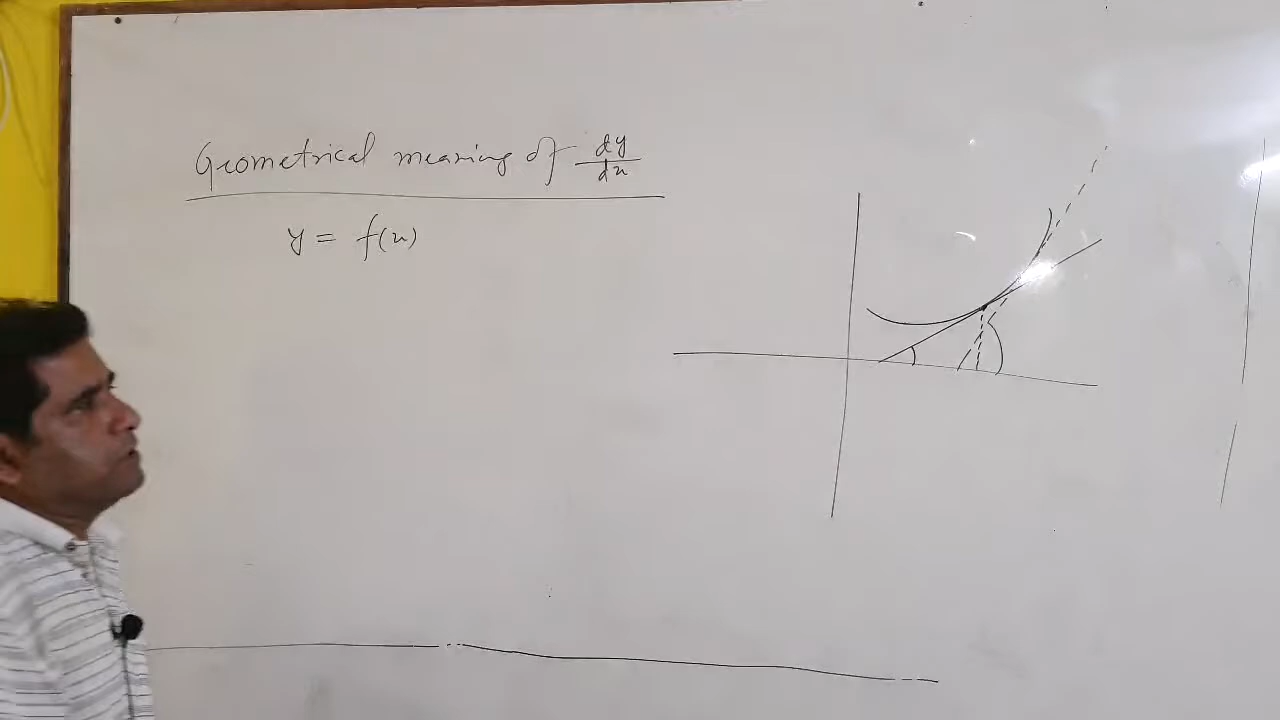 Geometrical meaning of dy/dx
y = f(x)